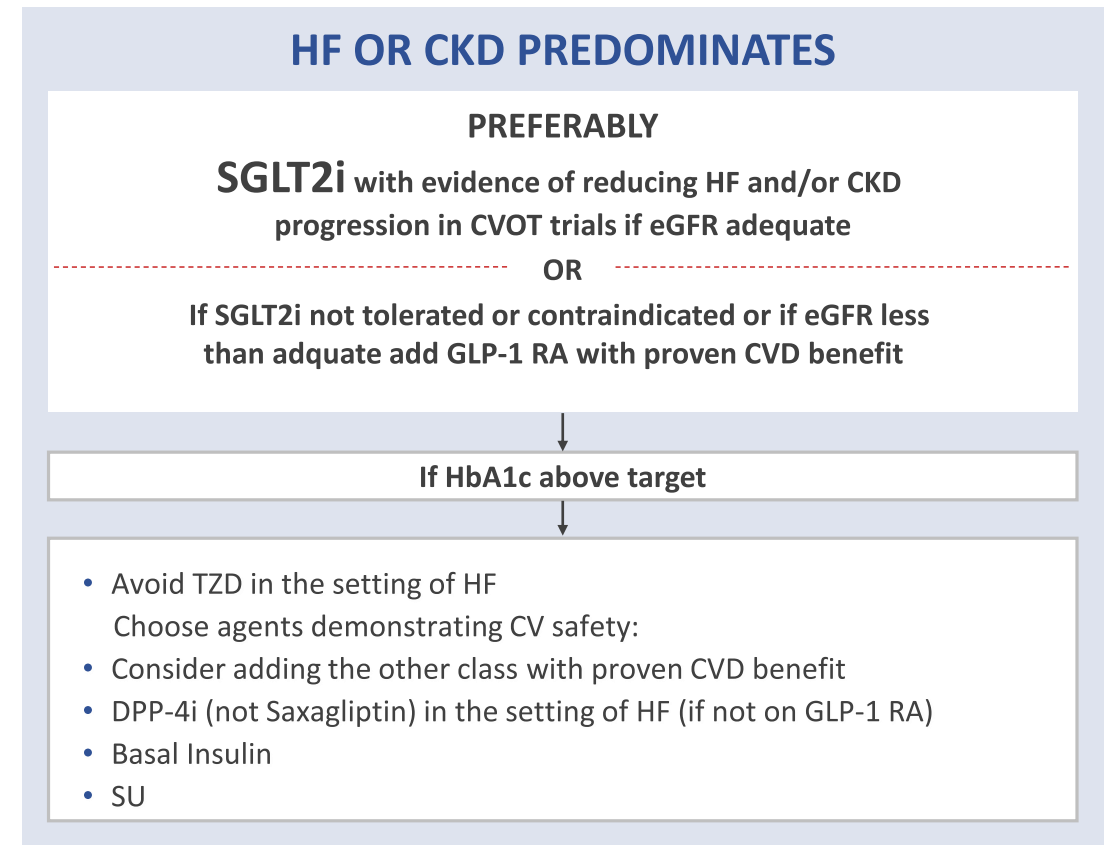 HF OR CKD PREDOMINATES
PREFERABLY
SGLT2i with evidence of reducing HF and/or CKD
progression in CVOT trials if eGFR adequate
OR
If SGLT2i not tolerated or contraindicated or if eGFR less
than adquate add GLP-1 RA with proven CVD benefit
If HbA1c above target
• Avoid TZD in the setting of HF
Choose agents demonstrating CV safety:
• Consider adding the other class with proven CVD benefit
• DPP-4i (not Saxagliptin) in the setting of HF (if not on GLP-1 RA)
• Basal Insulin
• SU